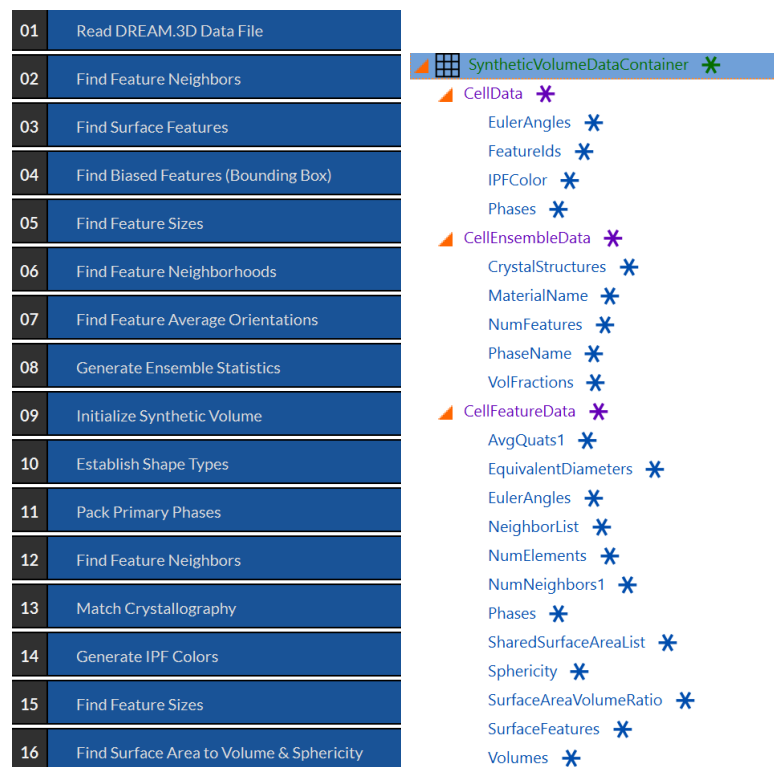 01 Read DREAM.3D Data File
02 Find Feature Neighbors
03 Find Surface Features
04 Find Biased Features (Bounding Box)
05 Find Feature Sizes
06 Find Feature Neighborhoods
07 Find Feature Average Orientations
08 Generate Ensemble Statistics
09 Initialize Synthetic Volume
10 Establish Shape Types
11 Pack Primary Phases
12 Find Feature Neighbors
13 Match Crystallography
14 Generate IPF Colors
15 Find Feature Sizes
16 Find Surface Area to Volume & Sphericity
SyntheticVolumeDataContainer
CellData
EulerAngles
FeatureIds
IPFColor
Phases
CellEnsembleData
CrystalStructures
MaterialName
NumFeatures
PhaseName
VolFractions
CellFeatureData
AvgQuats1
EquivalentDiameters
EulerAngles
NeighborList
NumElements
NumNeighbors1
Phases
SharedSurfaceAreaList
Sphericity
SurfaceAreaVolumeRatio
SurfaceFeatures
Volumes